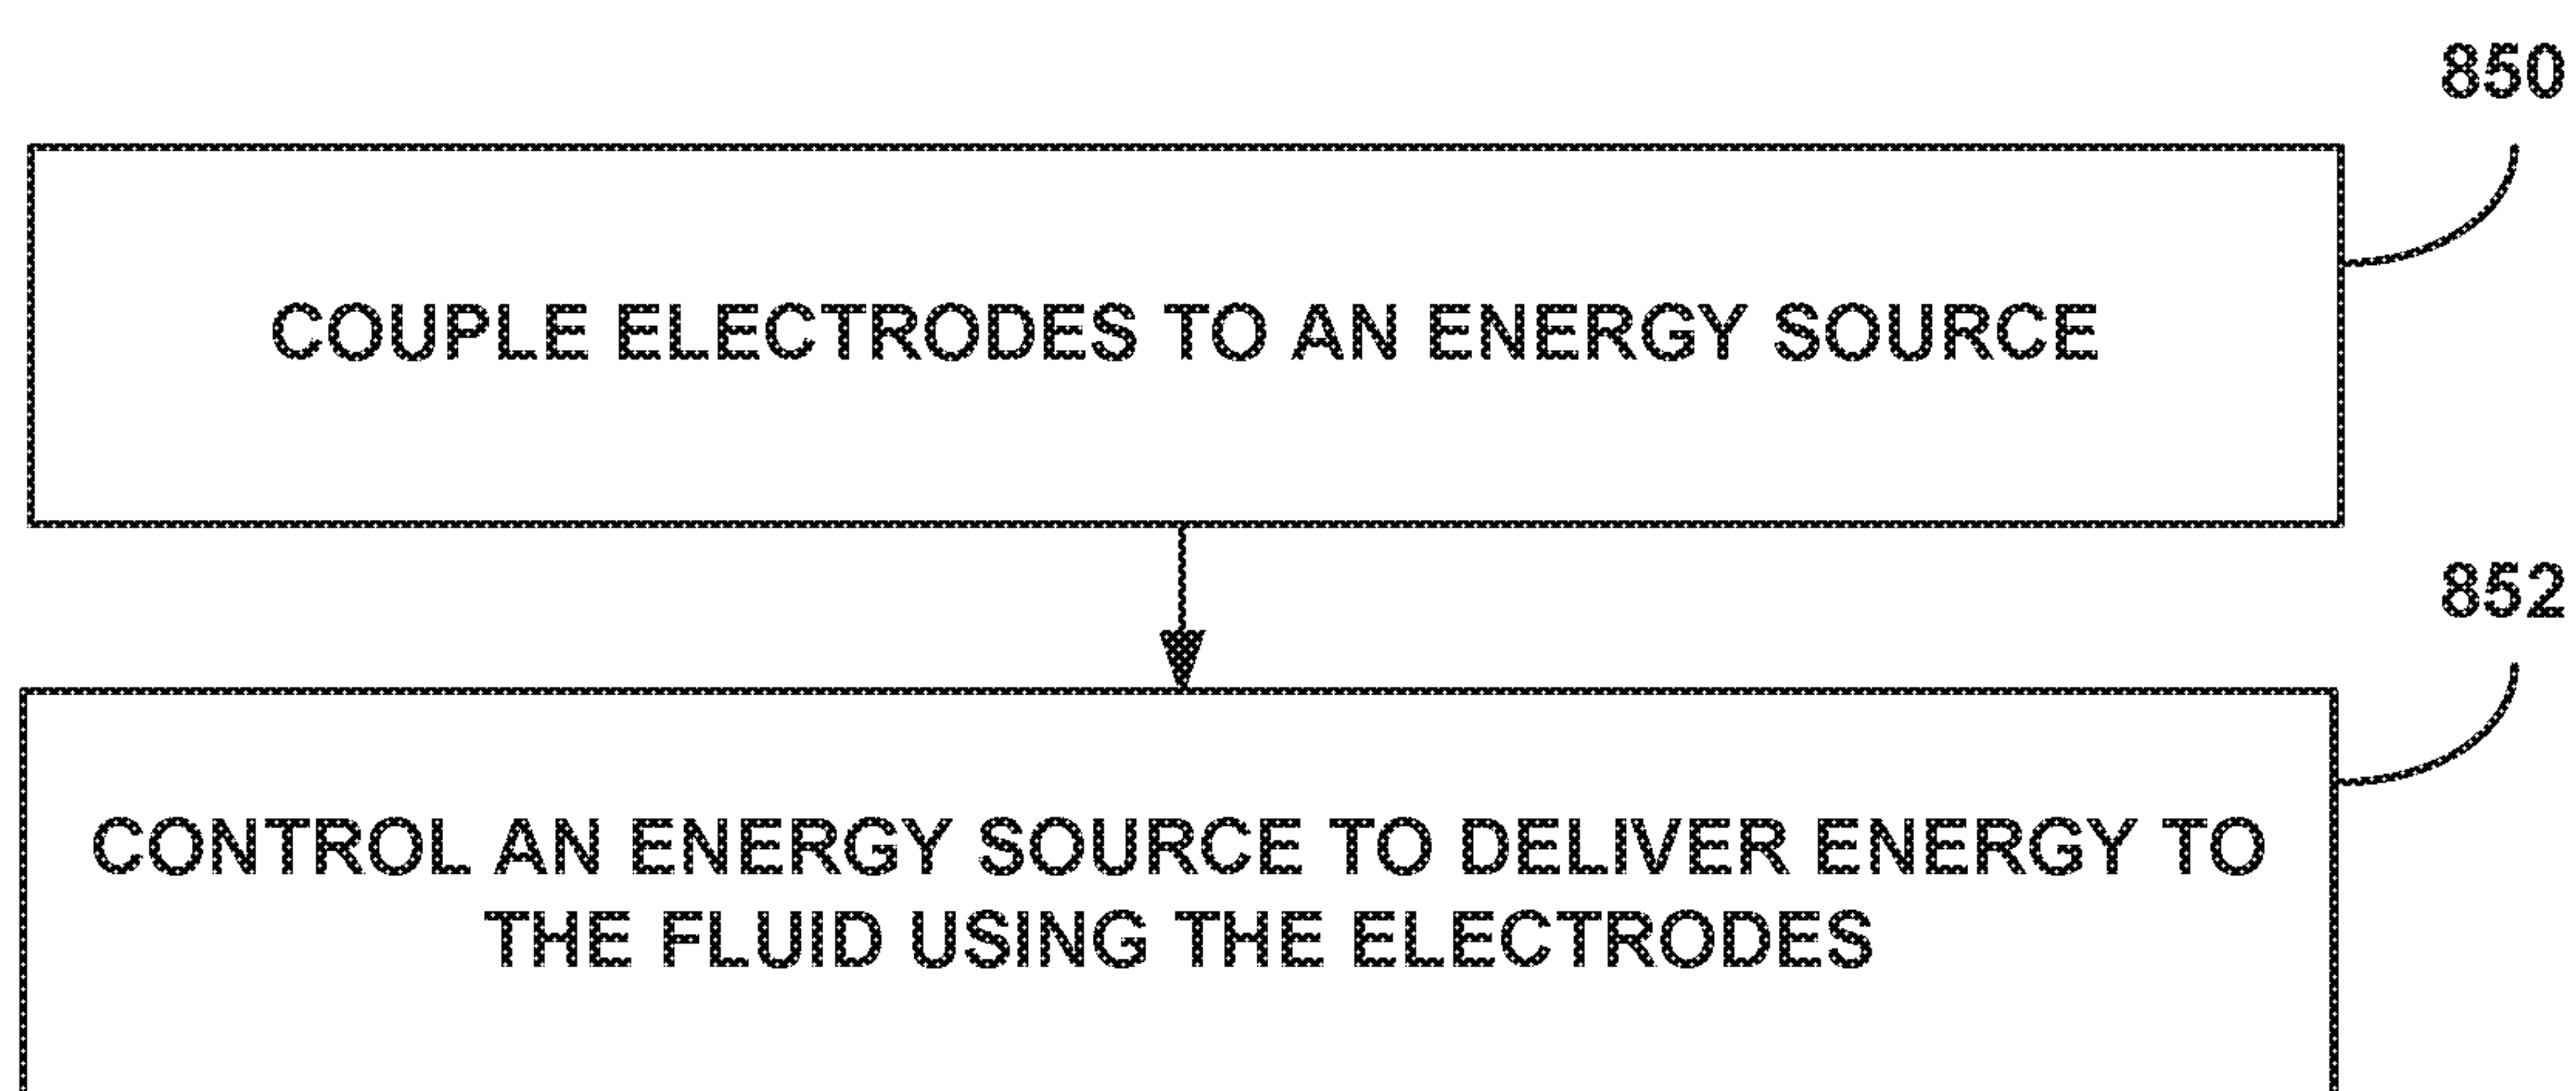 850
COUPLE ELECTRODES TO AN ENERGY SOURCE
852
CONTROL AN ENERGY SOURCE TO DELIVER ENERGY TO
THE FLUID USING THE ELECTRODES